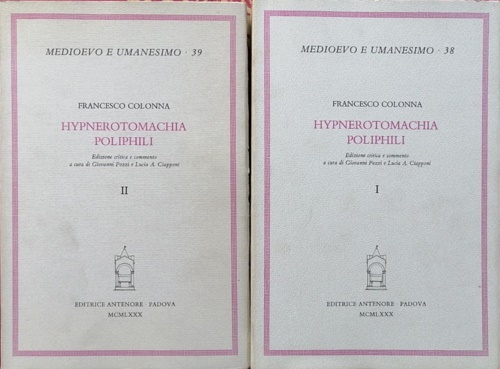 MEDIOEVO E UMANESIMO · 39
FRANCESCO COLONNA
HYPNEROTOMACHIA
POLIPHILI
Edizione critica e commento
a cura di Giovanni Pozzi e Lucia A. Ciapponi
II
EDITRICE ANTENORE · PADOVA
MCMLXXX
MEDIOEVO E UMANESIMO · 38
FRANCESCO COLONNA
HYPNEROTOMACHIA
POLIPHILI
Edizione critica e commento
a cura di Giovanni Pozzi e Lucia A. Ciapponi
I
EDITRICE ANTENORE · PADOVA
MCMLXXX